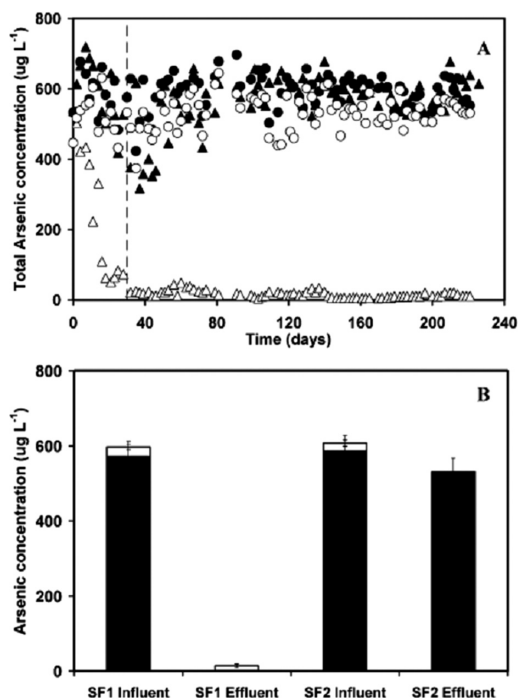 A
Total Arsenic concentration (ug L-1)
800
600
400
200
0
0 40 80 120 160 200 240
Time (days)
B
Arsenic concentration (ug L-1)
800
600
400
200
0
SF1 Influent SF1 Effluent SF2 Influent SF2 Effluent